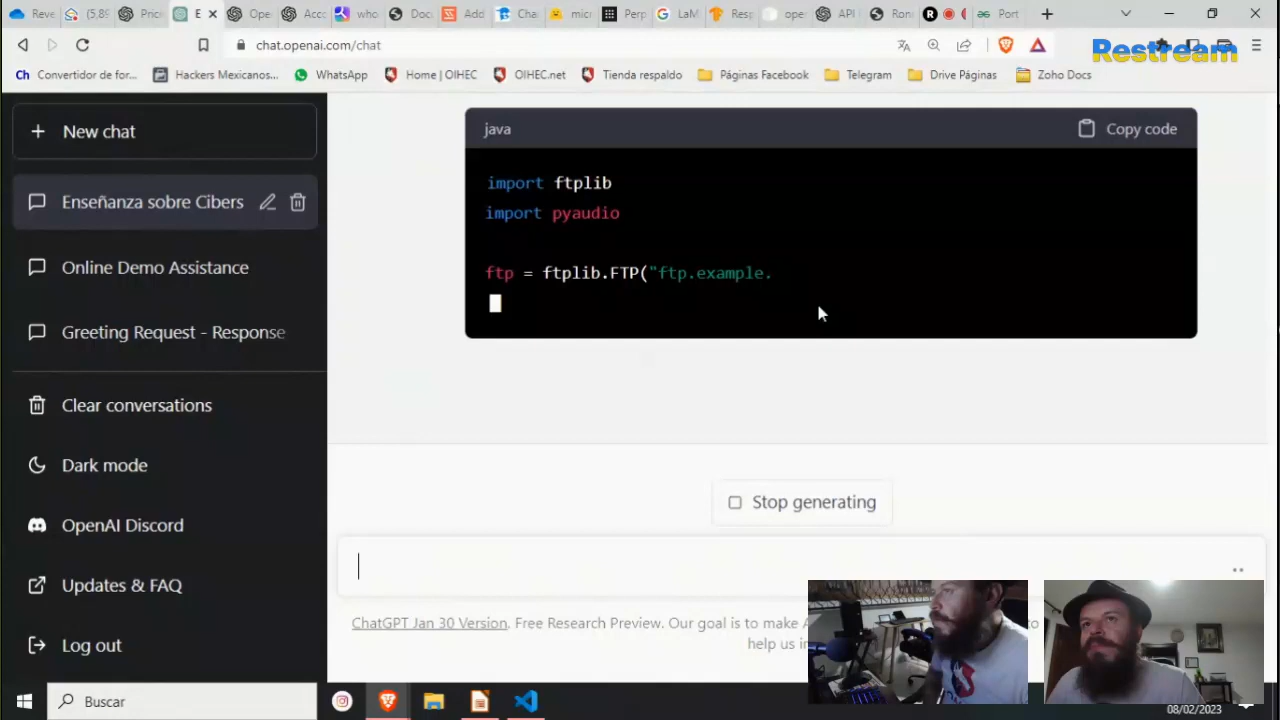 Reve
(5,89
Pric
E
Ope
Acco
who
Doc
Add
Cha
micr
Perp
LaM
Resp
ope
API
Ron
Port
chat.openai.com/chat
Restream
Ch Convertidor de for...
Hackers Mexicanos...
WhatsApp
Home | OIHEC
OIHEC.net
Tienda respaldo
Páginas Facebook
Telegram
Drive Páginas
Zoho Docs
New chat
Enseñanza sobre Cibers
Online Demo Assistance
Greeting Request - Response
Clear conversations
Dark mode
OpenAI Discord
Updates & FAQ
Log out
java
Copy code
import ftplib
import pyaudio
ftp = ftplib.FTP("ftp.example.
Stop generating
ChatGPT Jan 30 Version. Free Research Preview. Our goal is to make
help us
Buscar
08/02/2023